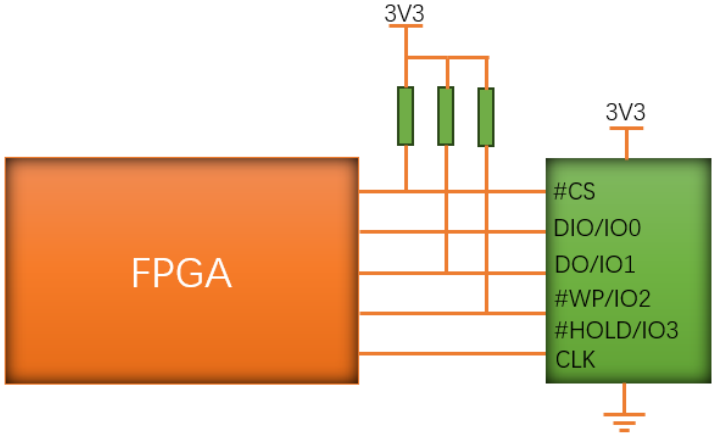 3V3
3V3
FPGA
#CS
DIO/IO0
DO/IO1
#WP/IO2
#HOLD/IO3
CLK